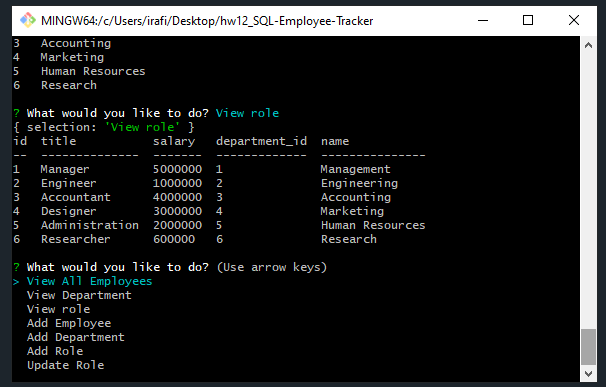 MINGW64:/c/Users/irafi/Desktop/hw12_SQL-Employee-Tracker
3   Accounting
4   Marketing
5   Human Resources
6   Research
? What would you like to do? View role
{ selection: 'View role' }
id  title           salary   department_id  name
--  --------------  -------  -------------  ---------------
1   Manager         5000000  1              Management
2   Engineer        1000000  2              Engineering
3   Accountant      4000000  3              Accounting
4   Designer        3000000  4              Marketing
5   Administration  2000000  5              Human Resources
6   Researcher      600000   6              Research
? What would you like to do? (Use arrow keys)
> View All Employees
  View Department
  View role
  Add Employee
  Add Department
  Add Role
  Update Role